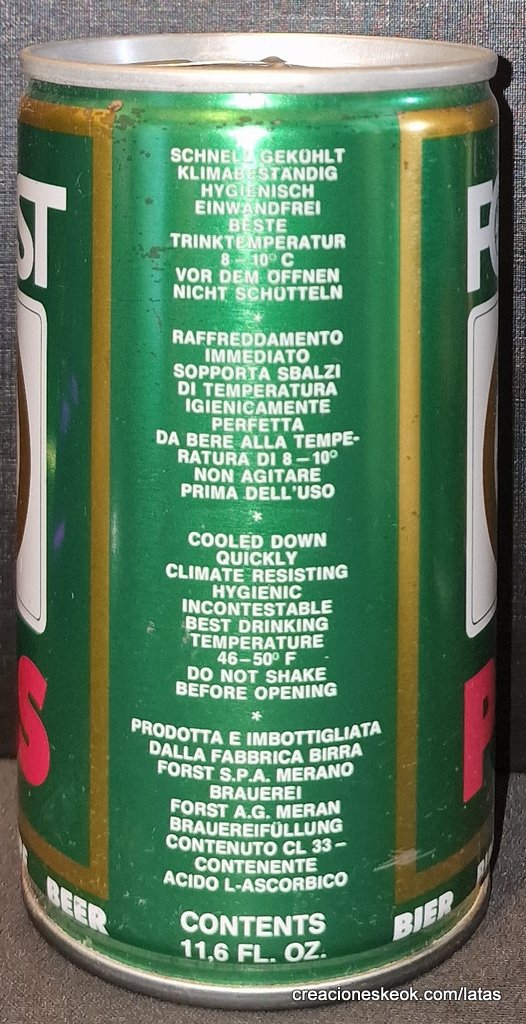 SCHNELL GEKÜHLT
KLIMABESTÄNDIG
HYGIENISCH
EINWANDFREI
BESTE
TRINKTEMPERATUR
8–10° C
VOR DEM ÖFFNEN
NICHT SCHÜTTELN
*
RAFFREDDAMENTO
IMMEDIATO
SOPPORTA SBALZI
DI TEMPERATURA
IGIENICAMENTE
PERFETTA
DA BERE ALLA TEMPE-
RATURA DI 8–10°
NON AGITARE
PRIMA DELL'USO
*
COOLED DOWN
QUICKLY
CLIMATE RESISTING
HYGIENIC
INCONTESTABLE
BEST DRINKING
TEMPERATURE
46–50° F
DO NOT SHAKE
BEFORE OPENING
*
PRODOTTA E IMBOTTIGLIATA
DALLA FABBRICA BIRRA
FORST S.P.A. MERANO
BRAUEREI
FORST A.G. MERAN
BRAUEREIFÜLLUNG
CONTENUTO CL 33–
CONTENENTE
ACIDO L-ASCORBICO
CONTENTS
11,6 FL. OZ.
ST
S
BEER
P
BIER
creacioneskeok.com/latas